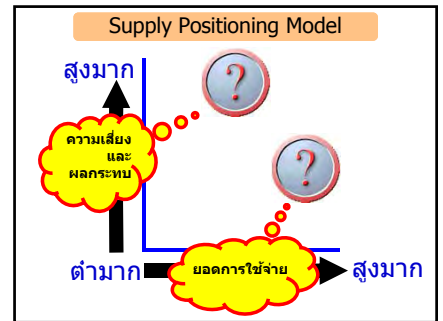 Supply Positioning Model
สูงมาก
?
ความเสี่ยง
และ
ผลกระทบ
?
ต่ำมาก
ยอดการใช้จ่าย
สูงมาก